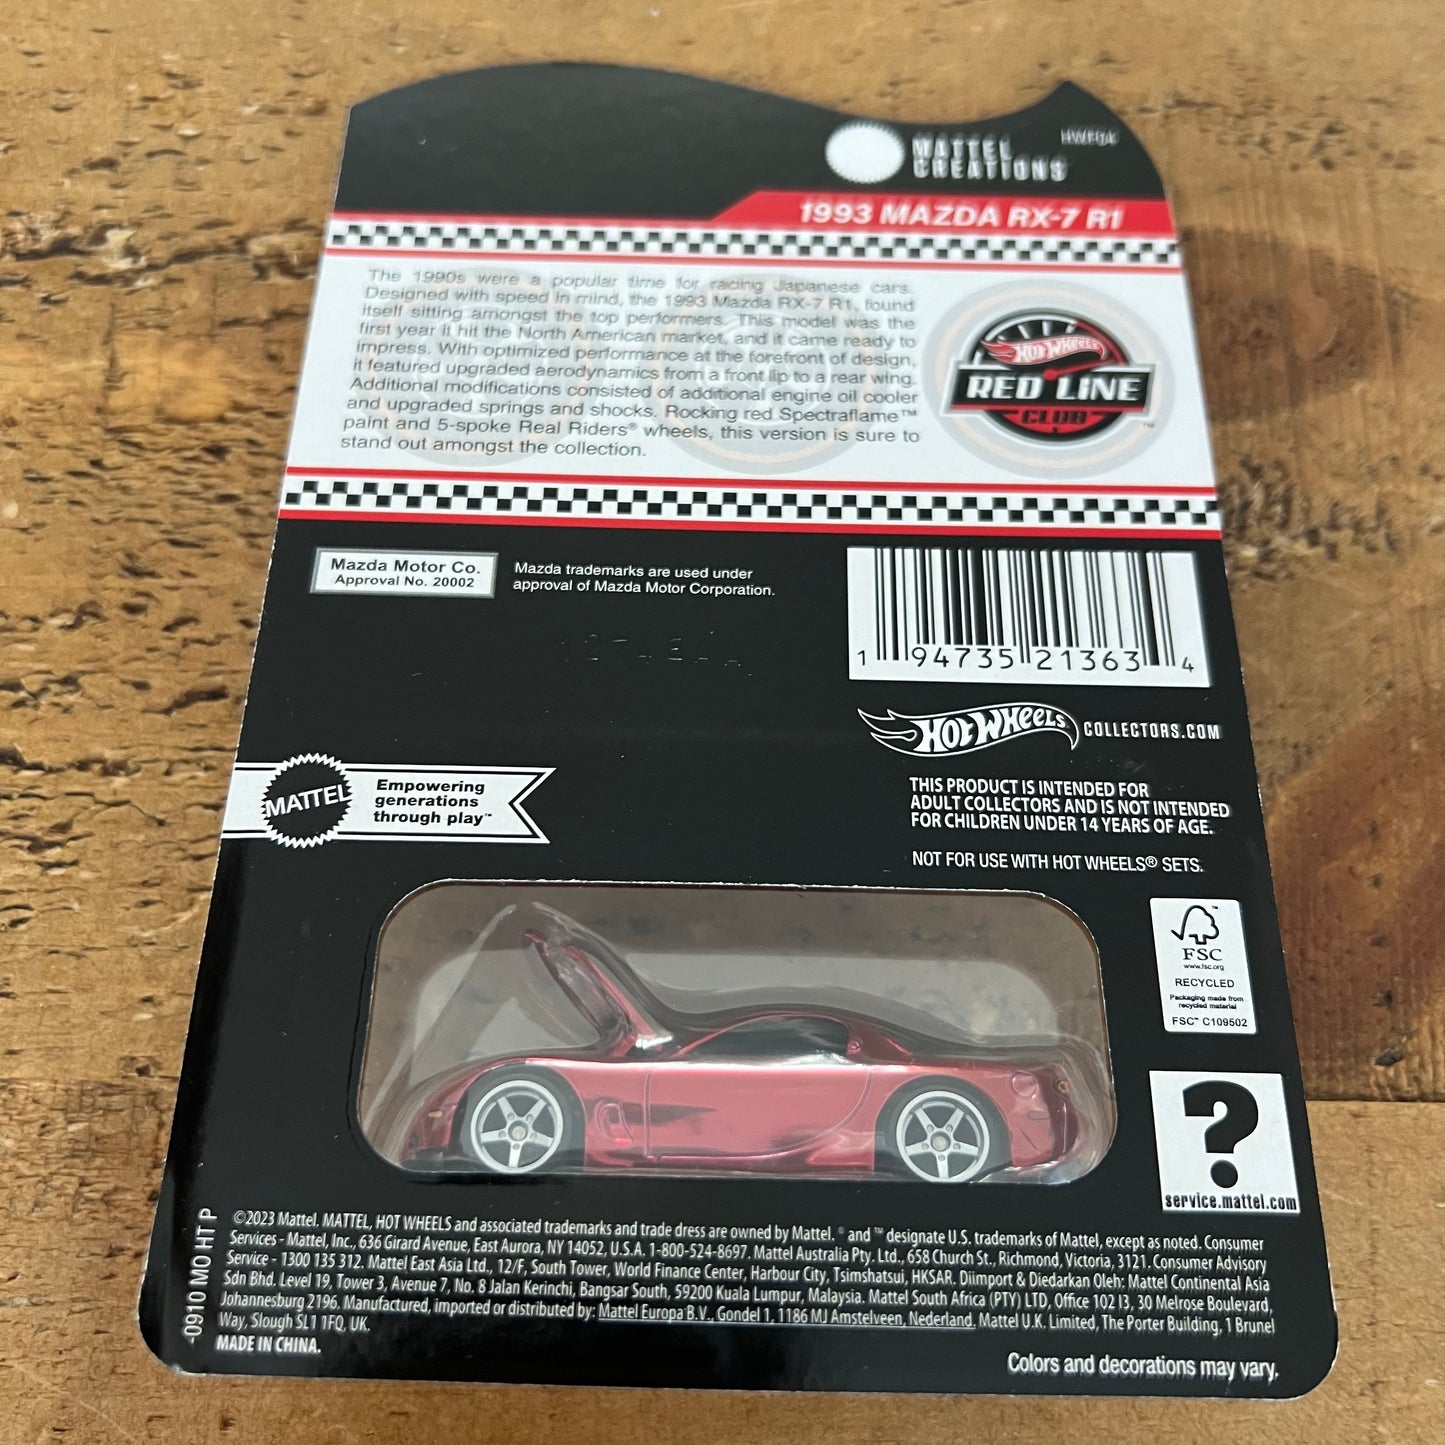 HWF04
MATTEL
CREATIONS
1993 MAZDA RX-7 R1
The 1990s were a popular time for racing Japanese cars.
Designed with speed in mind, the 1993 Mazda RX-7 R1, found
itself sitting amongst the top performers. This model was the
first year it hit the North American market, and it came ready to
impress. With optimized performance at the forefront of design,
it featured upgraded aerodynamics from a front lip to a rear wing.
Additional modifications consisted of additional engine oil cooler
and upgraded springs and shocks. Rocking red Spectraflame™
paint and 5-spoke Real Riders® wheels, this version is sure to
stand out amongst the collection.
HOT WHEELS
RED LINE
CLUB
™
Mazda Motor Co.
Approval No. 20002
Mazda trademarks are used under
approval of Mazda Motor Corporation.
1 94735 21363 4
HOT WHEELS COLLECTORS.COM
MATTEL
Empowering
generations
through play™
THIS PRODUCT IS INTENDED FOR
ADULT COLLECTORS AND IS NOT INTENDED
FOR CHILDREN UNDER 14 YEARS OF AGE.
NOT FOR USE WITH HOT WHEELS® SETS.
FSC
www.fsc.org
RECYCLED
Packaging made from
recycled material
FSC™ C109502
?
service.mattel.com
-0910 MO HT P
©2023 Mattel. MATTEL, HOT WHEELS and associated trademarks and trade dress are owned by Mattel. ® and ™ designate U.S. trademarks of Mattel, except as noted. Consumer
Services - Mattel, Inc., 636 Girard Avenue, East Aurora, NY 14052, U.S.A. 1-800-524-8697. Mattel Australia Pty. Ltd., 658 Church St., Richmond, Victoria, 3121. Consumer Advisory
Service - 1300 135 312. Mattel East Asia Ltd., 12/F, South Tower, World Finance Center, Harbour City, Tsimshatsui, HKSAR. Diimport & Diedarkan Oleh: Mattel Continental Asia
Sdn Bhd. Level 19, Tower 3, Avenue 7, No. 8 Jalan Kerinchi, Bangsar South, 59200 Kuala Lumpur, Malaysia. Mattel South Africa (PTY) LTD, Office 102 I3, 30 Melrose Boulevard,
Johannesburg 2196. Manufactured, imported or distributed by: Mattel Europa B.V., Gondel 1, 1186 MJ Amstelveen, Nederland. Mattel U.K. Limited, The Porter Building, 1 Brunel
Way, Slough SL1 1FQ, UK.
MADE IN CHINA.
Colors and decorations may vary.